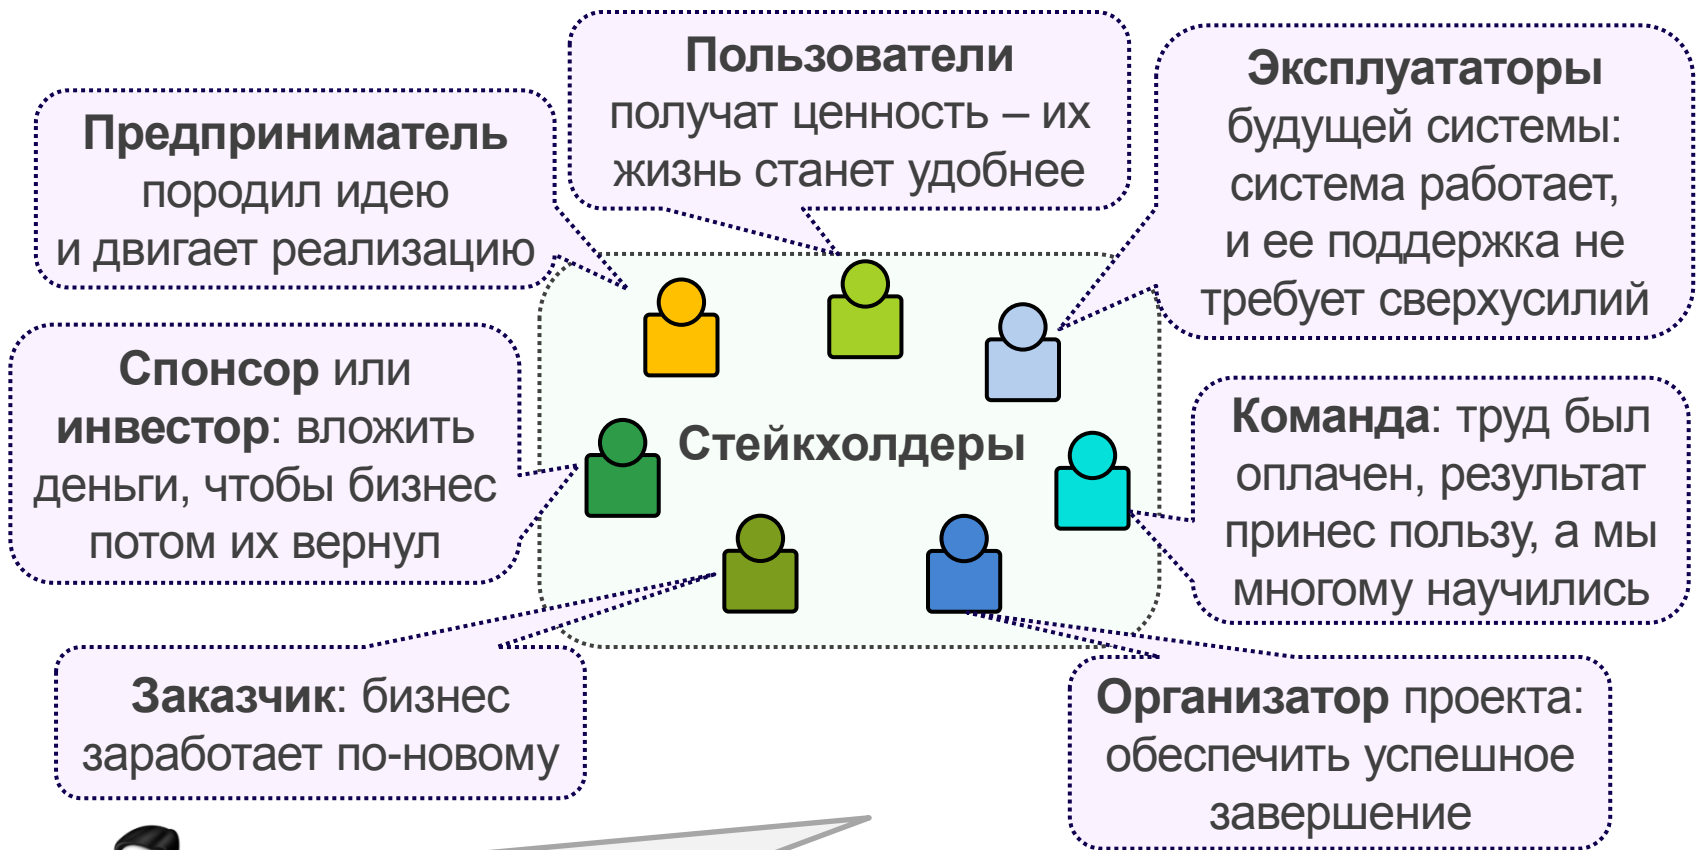 Предприниматель
породил идею
и двигает реализацию
Пользователи
получат ценность – их
жизнь станет удобнее
Эксплуататоры
будущей системы:
система работает,
и ее поддержка не
требует сверхусилий
Спонсор или
инвестор: вложить
деньги, чтобы бизнес
потом их вернул
Стейкхолдеры
Команда: труд был
оплачен, результат
принес пользу, а мы
многому научились
Заказчик: бизнес
заработает по-новому
Организатор проекта:
обеспечить успешное
завершение